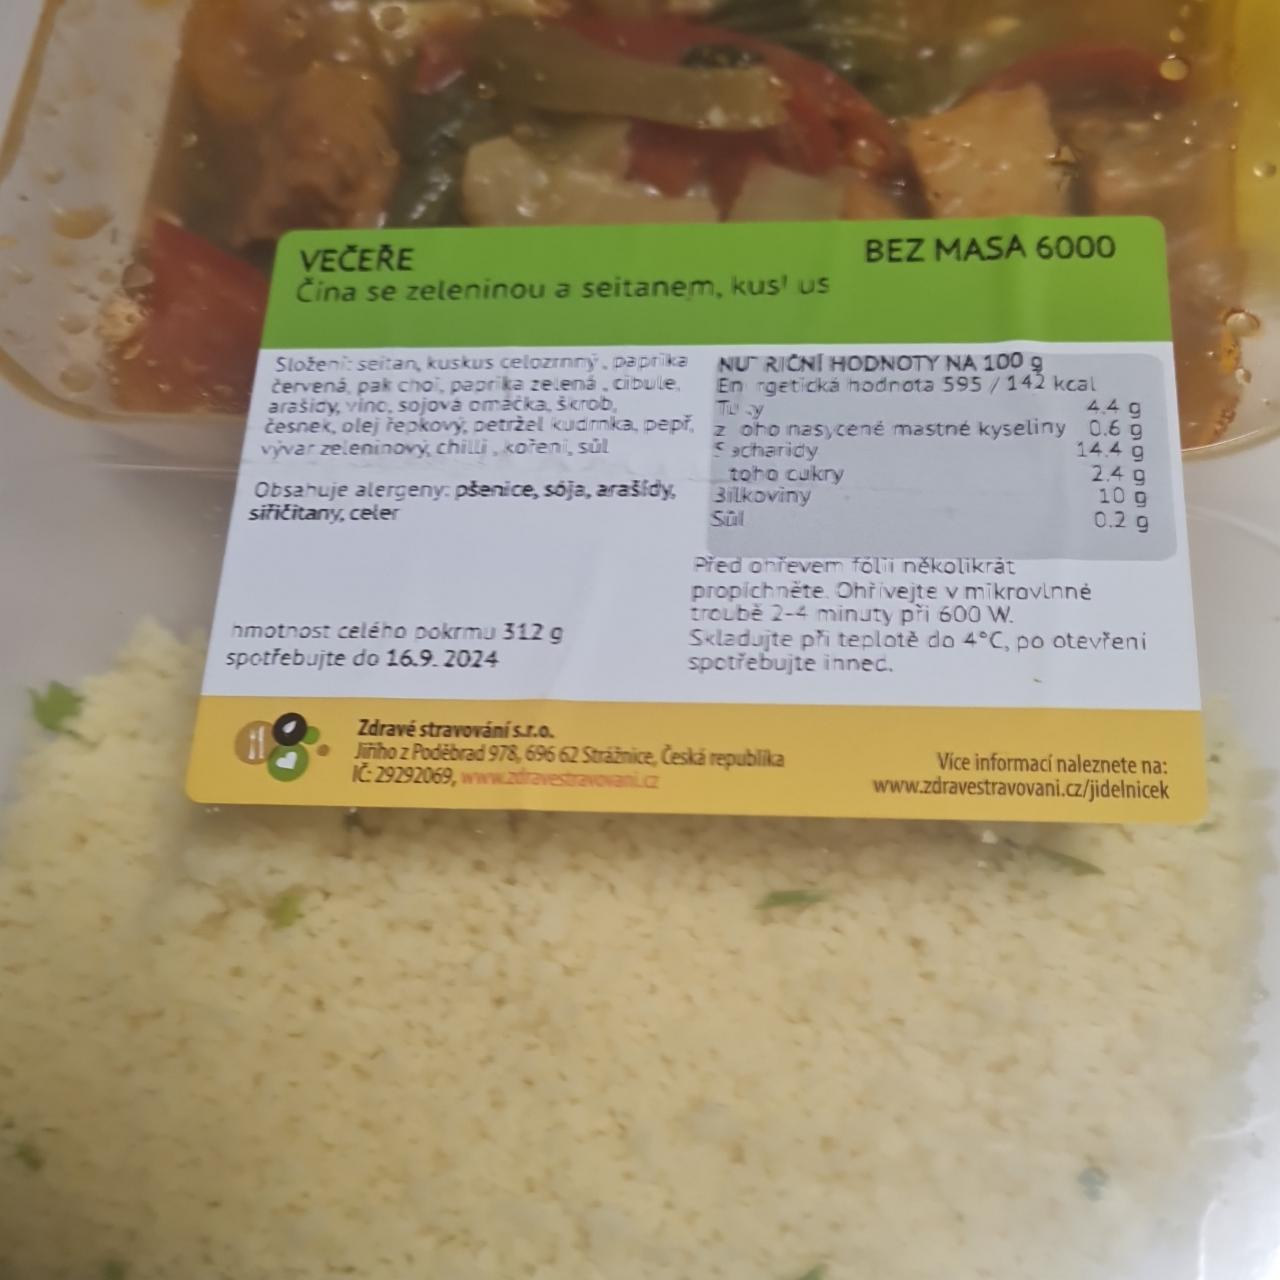 VEČEŘE
BEZ MASA 6000
Čína se zeleninou a seitanem, kus us
Složení: seitan, kuskus celozrnný, paprika
červená, pak choi, paprika zelená, cibule,
arašídy, víno, sojová omáčka, škrob,
česnek, olej řepkový, petržel kudrnka, pepř,
vývar zeleninový, chilli, koření, sůl
Obsahuje alergeny: pšenice, sója, arašídy,
siřičitany, celer
hmotnost celého pokrmu 312 g
spotřebujte do 16.9. 2024
NUTRIČNÍ HODNOTY NA 100 g
Energetická hodnota 595 / 142 kcal
Tuky 4.4 g
z toho nasycené mastné kyseliny 0.6 g
Sacharidy 14.4 g
toho cukry 2.4 g
Bílkoviny 10 g
Sůl 0.2 g
Před ohřevem fólii několikrát
propíchněte. Ohřívejte v mikrovlnné
troubě 2-4 minuty při 600 W.
Skladujte při teplotě do 4°C, po otevření
spotřebujte ihned.
Zdravé stravování s.r.o.
Jiřího z Poděbrad 978, 696 62 Strážnice, Česká republika
IČ: 29292069, www.zdravestravovani.cz
Více informací naleznete na:
www.zdravestravovani.cz/jidelnicek